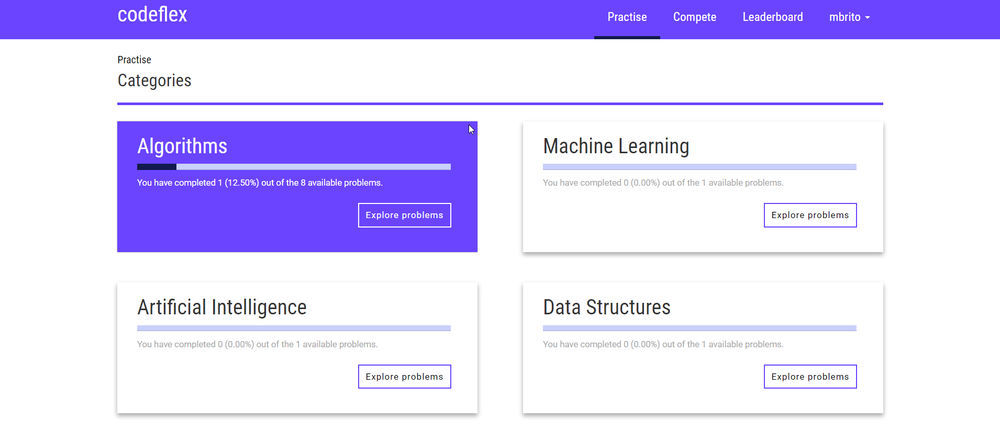 codeflex
Practise Compete Leaderboard mbrito
Practise
Categories
Algorithms
You have completed 1 (12.50%) out of the 8 available problems.
Explore problems
Machine Learning
You have completed 0 (0.00%) out of the 1 available problems.
Explore problems
Artificial Intelligence
You have completed 0 (0.00%) out of the 1 available problems.
Explore problems
Data Structures
You have completed 0 (0.00%) out of the 1 available problems.
Explore problems